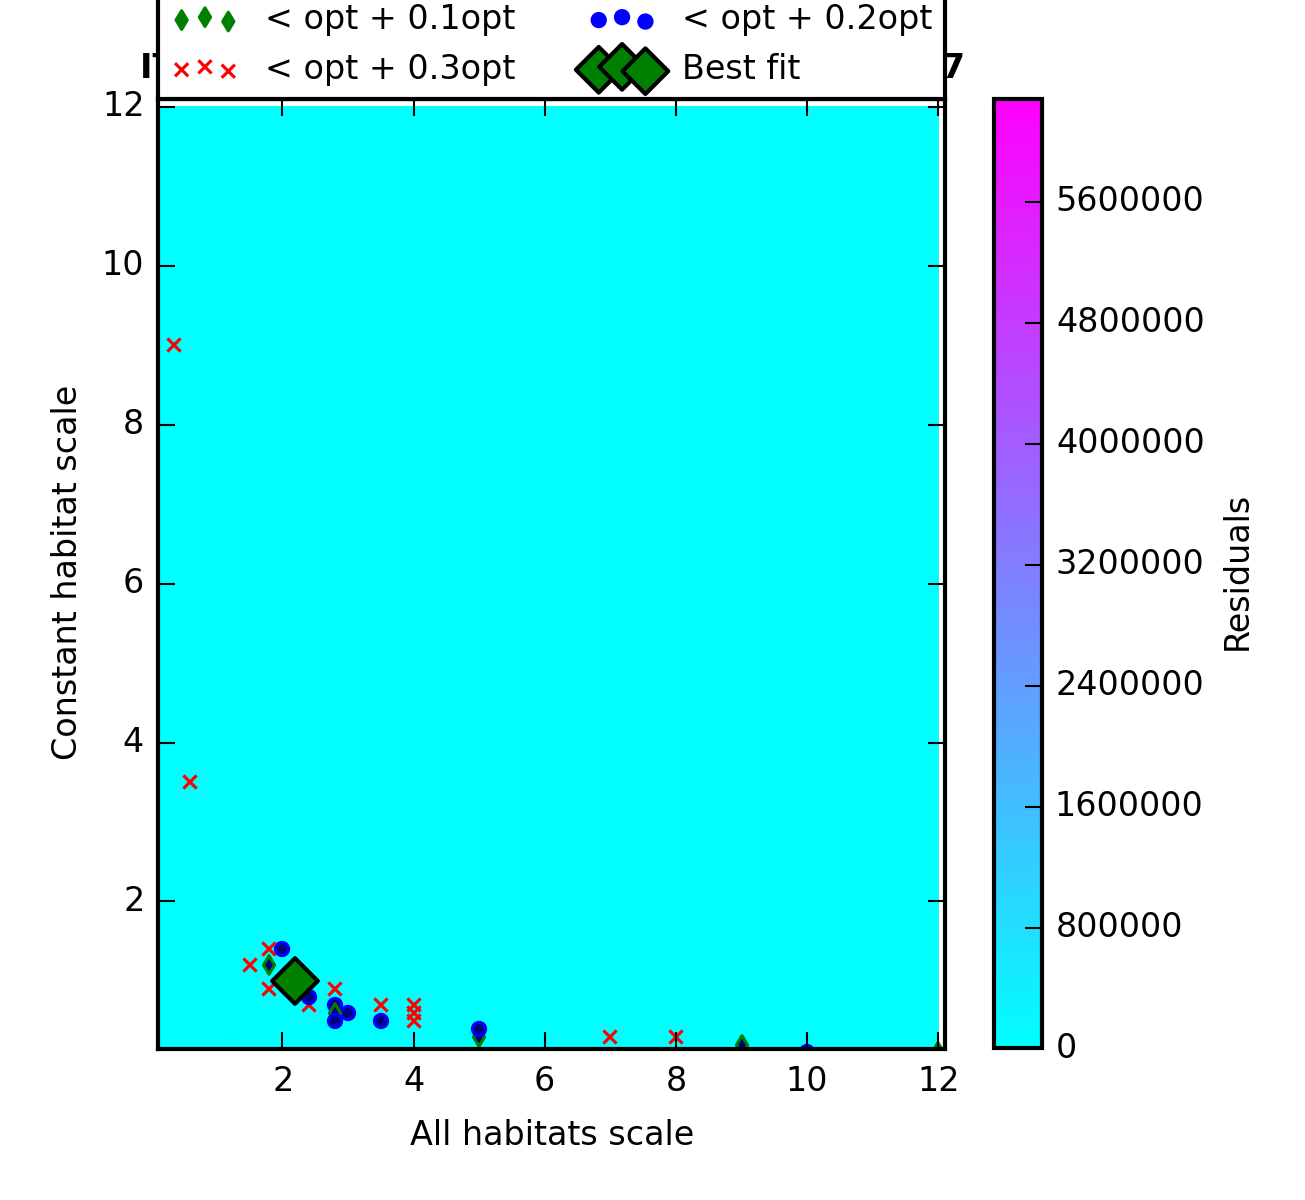 < opt + 0.1opt < opt + 0.2opt
< opt + 0.3opt Best fit
7
12
10
8
6
4
2
Constant habitat scale
2 4 6 8 10 12
All habitats scale
5600000
4800000
4000000
3200000
2400000
1600000
800000
0
Residuals